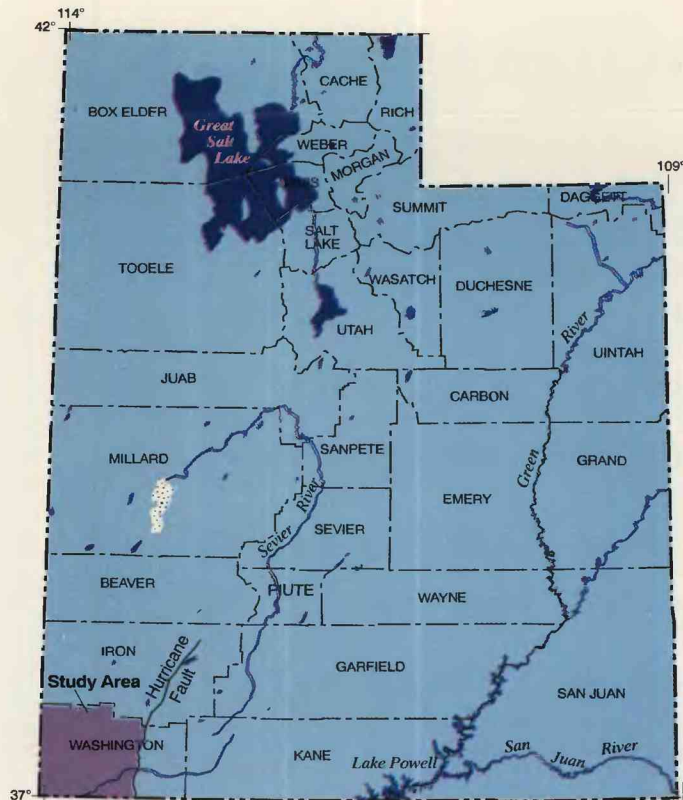 114°
42°
CACHE
BOX ELDER
RICH
Great
Salt
Lake
WEBER
MORGAN
109°
DAGGETT
SUMMIT
SALT
LAKE
TOOELE
WASATCH
DUCHESNE
River
UTAH
UINTAH
JUAB
CARBON
MILLARD
SANPETE
Green
GRAND
EMERY
River
SEVIER
Sevier
BEAVER
PIUTE
WAYNE
IRON
Hurricane
Fault
GARFIELD
Study Area
SAN JUAN
WASHINGTON
KANE
Lake Powell
San Juan River
37°